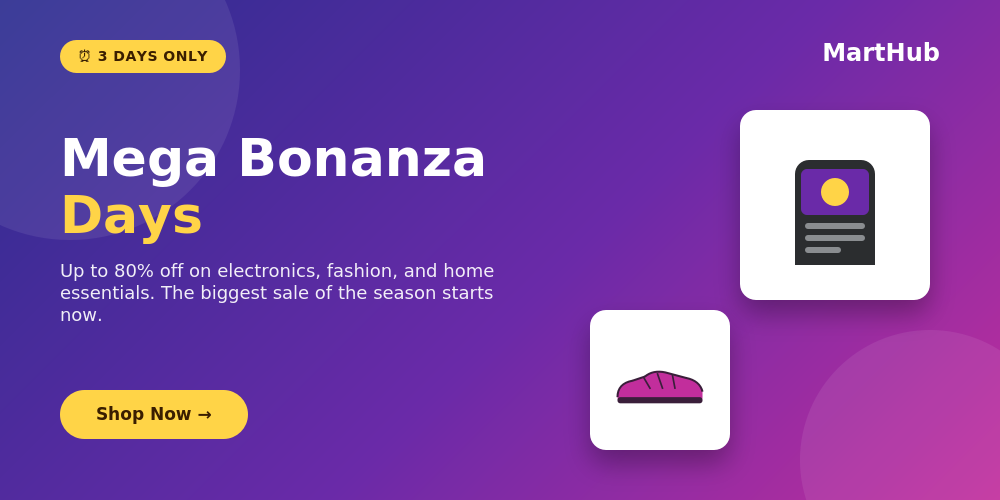 ⏰ 3 DAYS ONLY
MartHub
Mega Bonanza
Days
Up to 80% off on electronics, fashion, and home
essentials. The biggest sale of the season starts
now.
Shop Now →